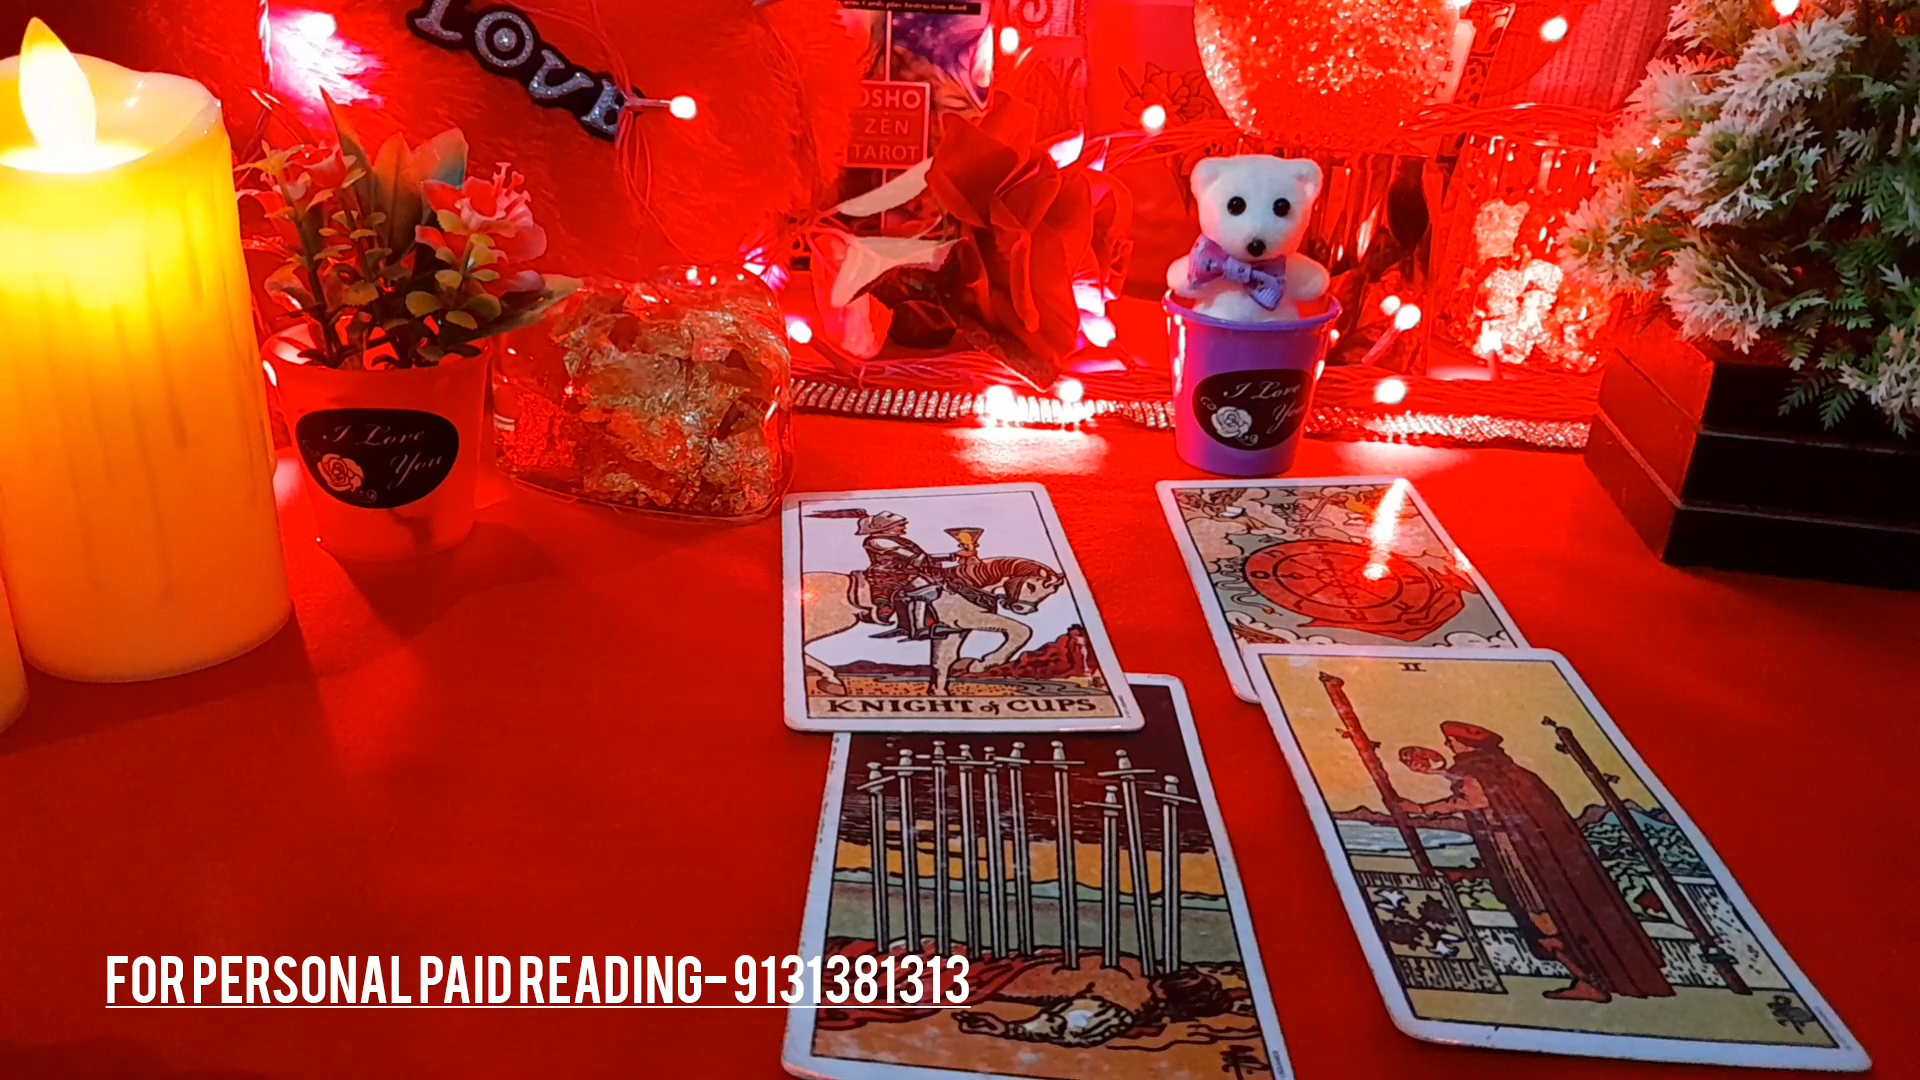 LOVE
OSHO
ZEN
TAROT
I Love
You
I Love
You
KNIGHT of CUPS
II
FOR PERSONAL PAID READING- 9131381313